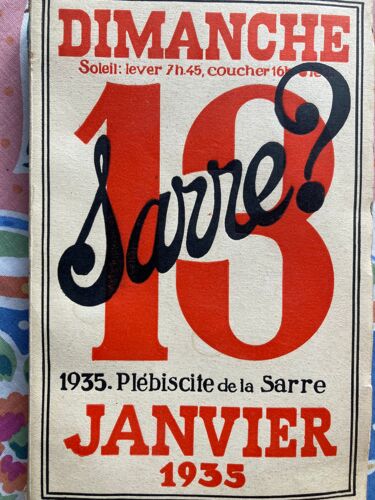 DIMANCHE
Soleil: lever 7h.45, coucher 16h
13
Sarre?
1935. Plébiscite de la Sarre
JANVIER
1935